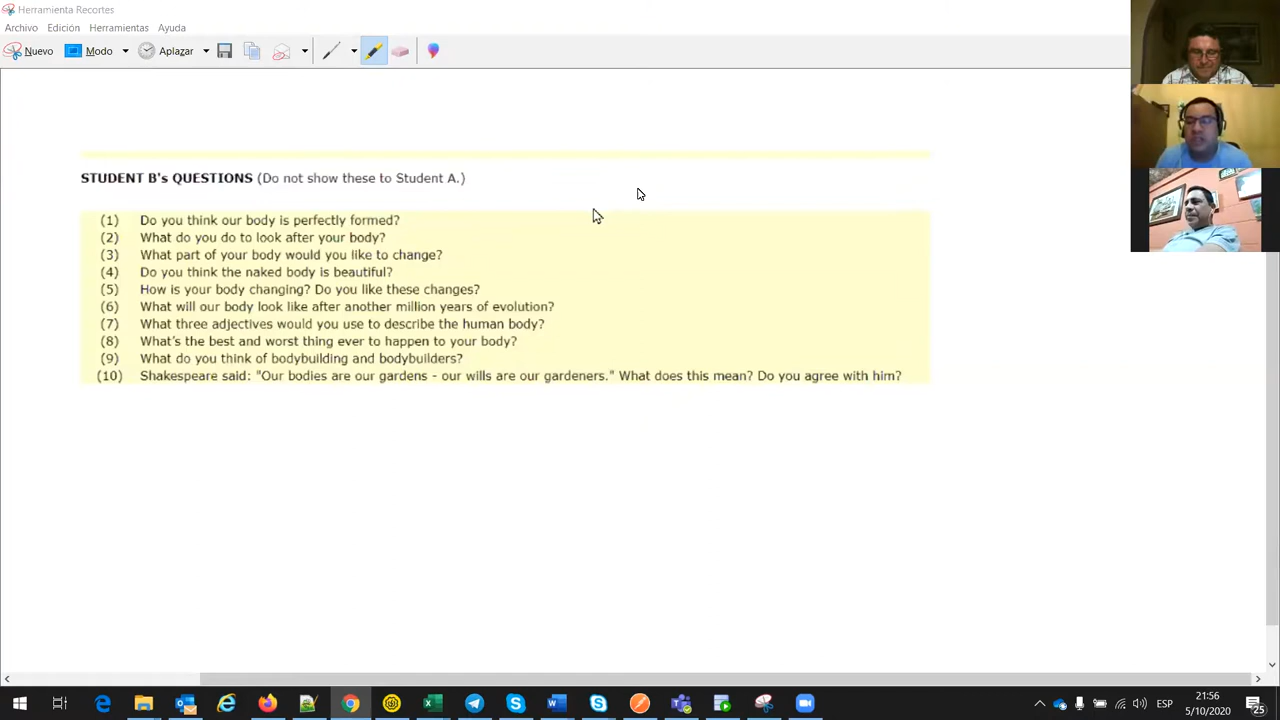 Herramienta Recortes
Archivo Edición Herramientas Ayuda
Nuevo Modo Aplazar
STUDENT B's QUESTIONS (Do not show these to Student A.)
(1) Do you think our body is perfectly formed?
(2) What do you do to look after your body?
(3) What part of your body would you like to change?
(4) Do you think the naked body is beautiful?
(5) How is your body changing? Do you like these changes?
(6) What will our body look like after another million years of evolution?
(7) What three adjectives would you use to describe the human body?
(8) What's the best and worst thing ever to happen to your body?
(9) What do you think of bodybuilding and bodybuilders?
(10) Shakespeare said: "Our bodies are our gardens - our wills are our gardeners." What does this mean? Do you agree with him?
ESP
21:56
5/10/2020
25